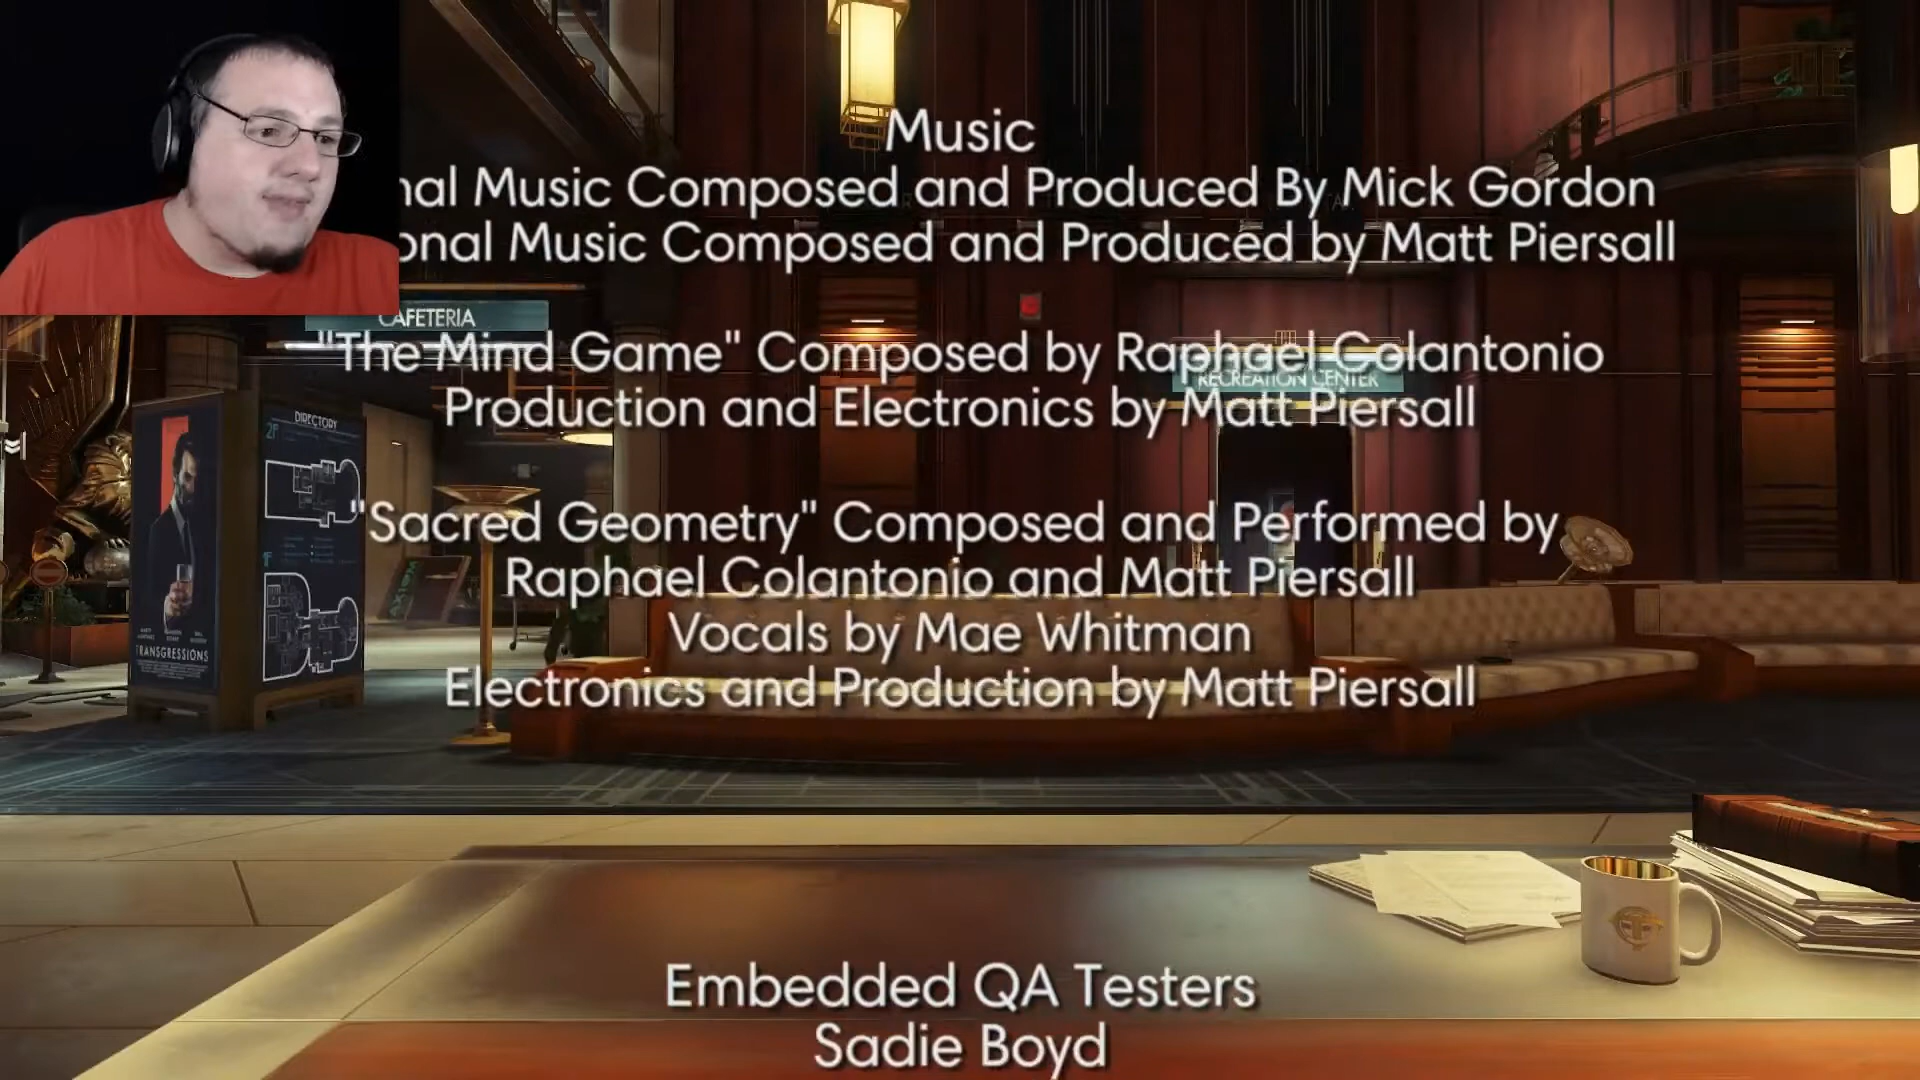 Music
nal Music Composed and Produced By Mick Gordon
onal Music Composed and Produced by Matt Piersall
CAFETERIA
"The Mind Game" Composed by Raphael Colantonio
RECREATION CENTER
Production and Electronics by Matt Piersall
DIRECTORY
2F
"Sacred Geometry" Composed and Performed by
1F
Raphael Colantonio and Matt Piersall
Vocals by Mae Whitman
TRANSGRESSIONS
Electronics and Production by Matt Piersall
Embedded QA Testers
Sadie Boyd